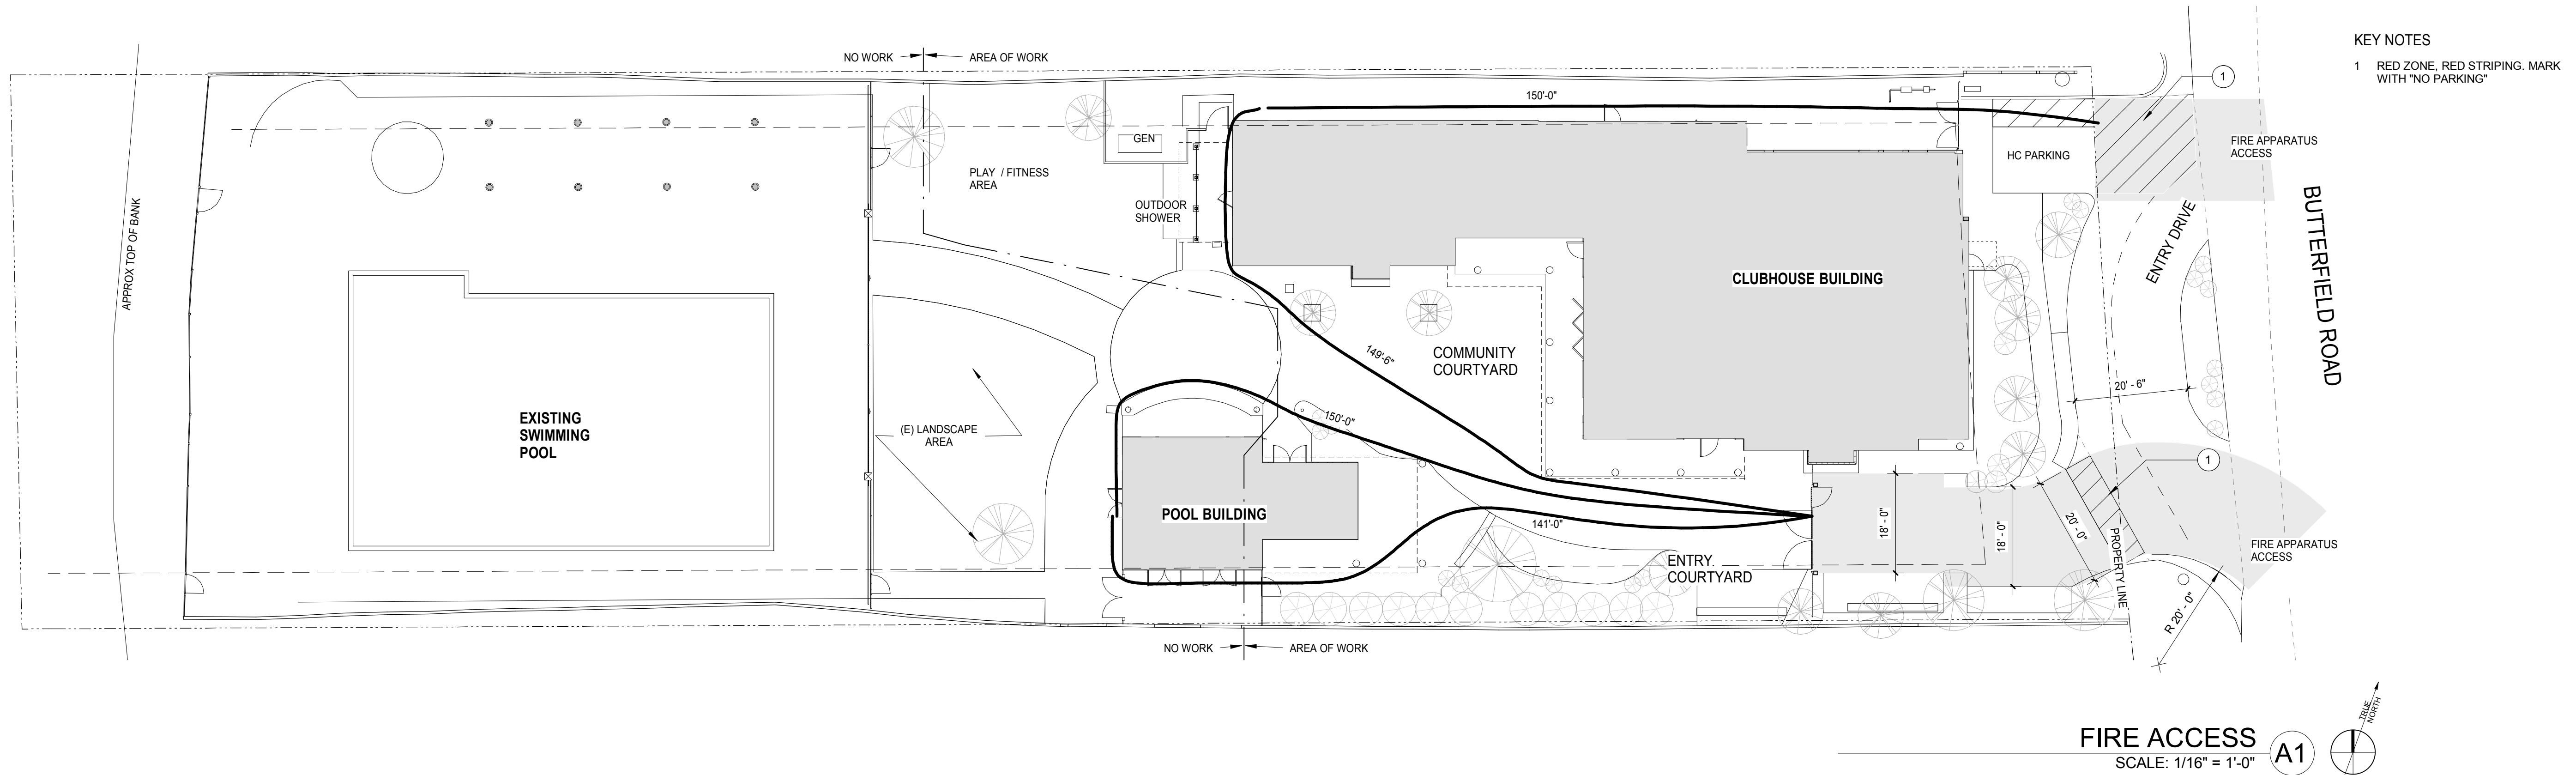 KEY NOTES
1 RED ZONE, RED STRIPING. MARK
WITH "NO PARKING"
NO WORK
AREA OF WORK
150'-0"
1
GEN
FIRE APPARATUS
ACCESS
HC PARKING
PLAY / FITNESS
AREA
OUTDOOR
SHOWER
APPROX TOP OF BANK
ENTRY DRIVE
BUTTERFIELD ROAD
CLUBHOUSE BUILDING
149'-6"
COMMUNITY
COURTYARD
20' - 6"
EXISTING
SWIMMING
POOL
(E) LANDSCAPE
AREA
150'-0"
1
POOL BUILDING
141'-0"
18' - 0"
18' - 0"
20' - 0"
PROPERTY LINE
FIRE APPARATUS
ACCESS
ENTRY
COURTYARD
R 20' - 0"
NO WORK
AREA OF WORK
TRUE
NORTH
FIRE ACCESS
A1
SCALE: 1/16" = 1'-0"